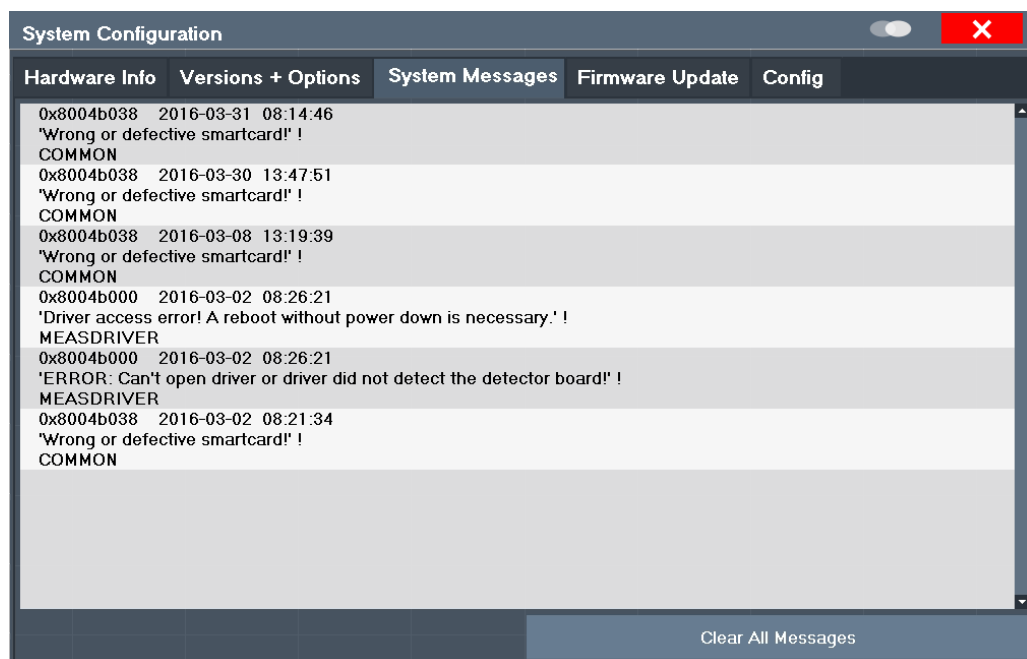 System Configuration
Hardware Info Versions + Options System Messages Firmware Update Config
0x8004b038 2016-03-31 08:14:46
'Wrong or defective smartcard!' !
COMMON
0x8004b038 2016-03-30 13:47:51
'Wrong or defective smartcard!' !
COMMON
0x8004b038 2016-03-08 13:19:39
'Wrong or defective smartcard!' !
COMMON
0x8004b000 2016-03-02 08:26:21
'Driver access error! A reboot without power down is necessary.' !
MEASDRIVER
0x8004b000 2016-03-02 08:26:21
'ERROR: Can't open driver or driver did not detect the detector board!' !
MEASDRIVER
0x8004b038 2016-03-02 08:21:34
'Wrong or defective smartcard!' !
COMMON
Clear All Messages